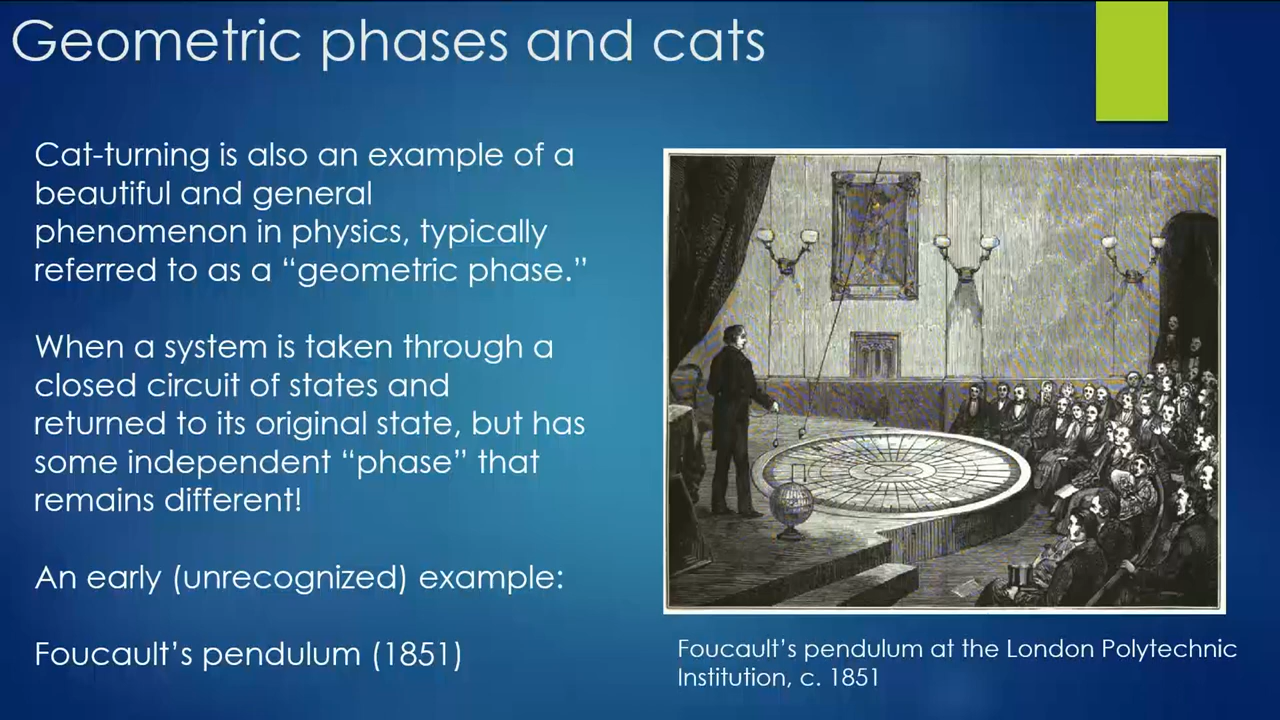 Geometric phases and cats
Cat-turning is also an example of a
beautiful and general
phenomenon in physics, typically
referred to as a “geometric phase.”
When a system is taken through a
closed circuit of states and
returned to its original state, but has
some independent “phase” that
remains different!
An early (unrecognized) example:
Foucault’s pendulum (1851)
Foucault’s pendulum at the London Polytechnic
Institution, c. 1851